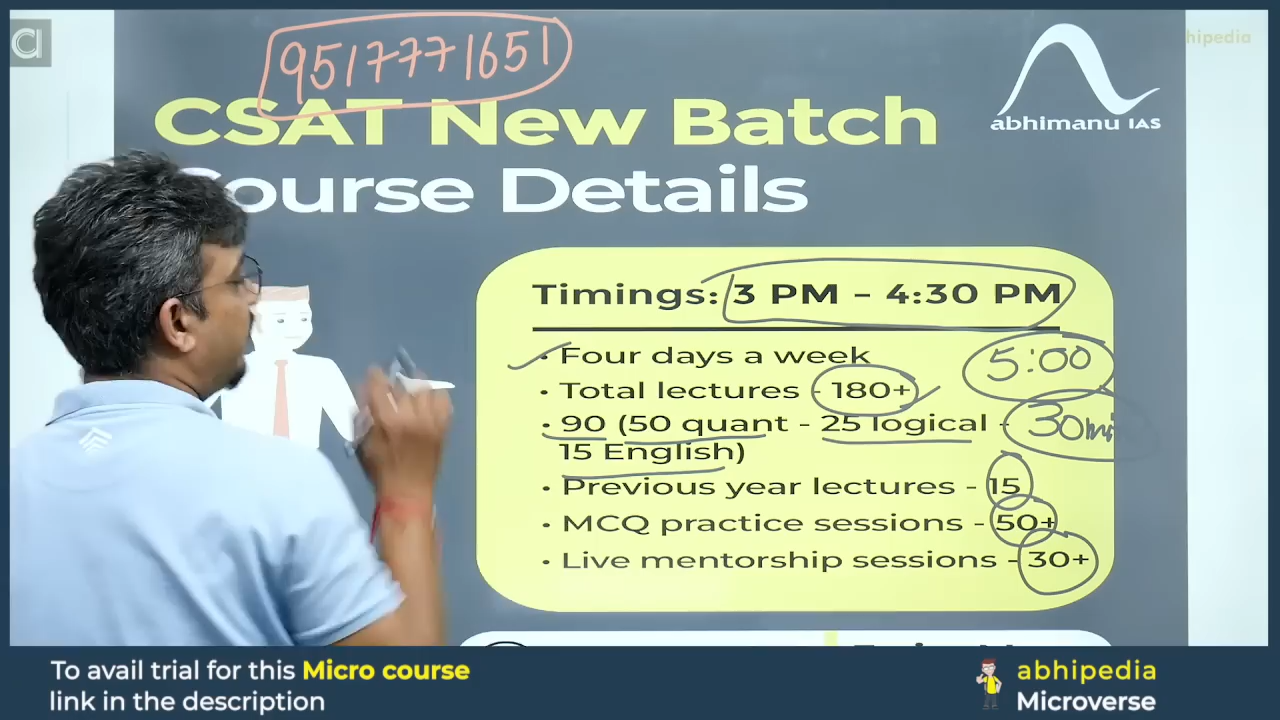 9517771651
hipedia
CSAT New Batch
abhimanu IAS
ourse Details
Timings: 3 PM - 4:30 PM
• Four days a week
5:00
• Total lectures - 180+
• 90 (50 quant - 25 logical -
30min
15 English)
• Previous year lectures - 15
• MCQ practice sessions - 50+
• Live mentorship sessions - 30+
To avail trial for this Micro course
link in the description
abhipedia
Microverse